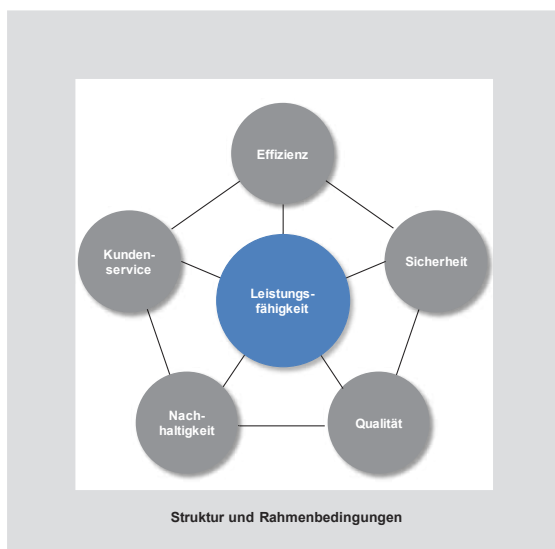 Effizienz
Kunden-
service
Sicherheit
Leistungs-
fähigkeit
Nach-
haltigkeit
Qualität
Struktur und Rahmenbedingungen